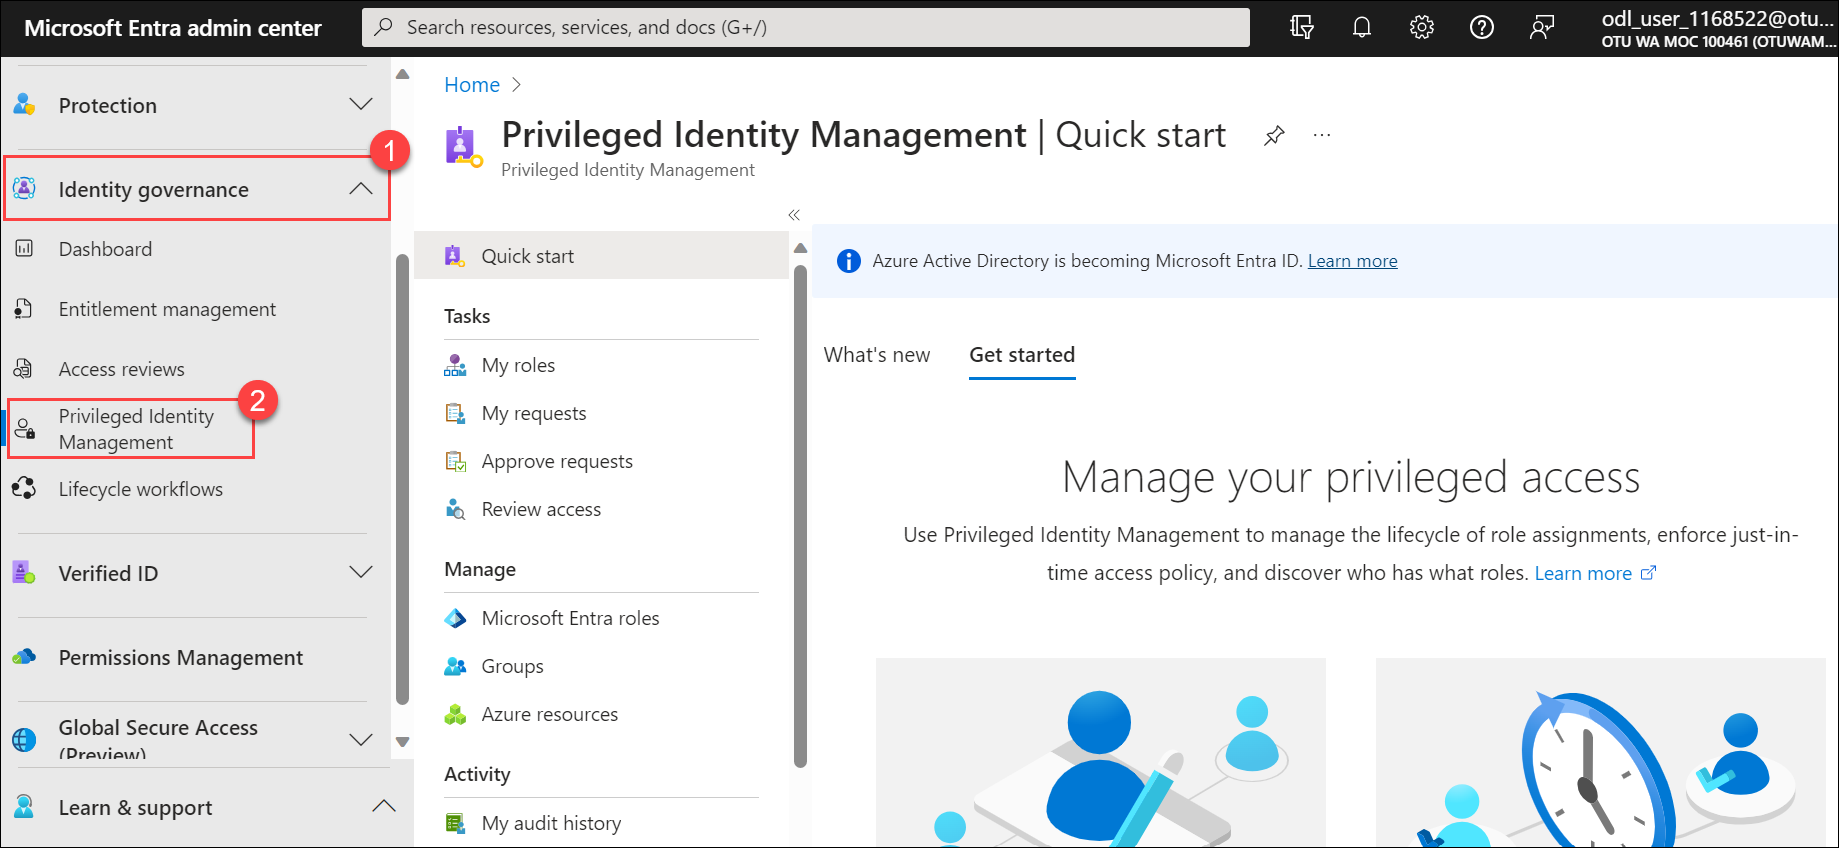 Microsoft Entra admin center
Search resources, services, and docs (G+/)
odl_user_1168522@otu...
OTU WA MOC 100461 (OTUWAM...
Protection
1
Identity governance
Dashboard
Entitlement management
Access reviews
2
Privileged Identity
Management
Lifecycle workflows
Verified ID
Permissions Management
Global Secure Access
(Preview)
Learn & support
Home
Privileged Identity Management | Quick start
Privileged Identity Management
Quick start
Tasks
My roles
My requests
Approve requests
Review access
Manage
Microsoft Entra roles
Groups
Azure resources
Activity
My audit history
Azure Active Directory is becoming Microsoft Entra ID. Learn more
What's new
Get started
Manage your privileged access
Use Privileged Identity Management to manage the lifecycle of role assignments, enforce just-in-
time access policy, and discover who has what roles. Learn more